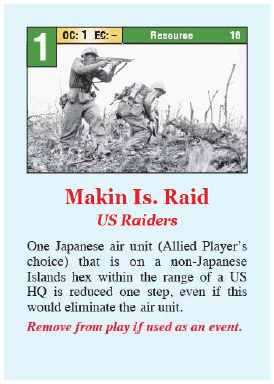 1
OC: 1 EC: – Resource 16
Makin Is. Raid
US Raiders
One Japanese air unit (Allied Player's
choice) that is on a non-Japanese
Islands hex within the range of a US
HQ is reduced one step, even if this
would eliminate the air unit.
Remove from play if used as an event.